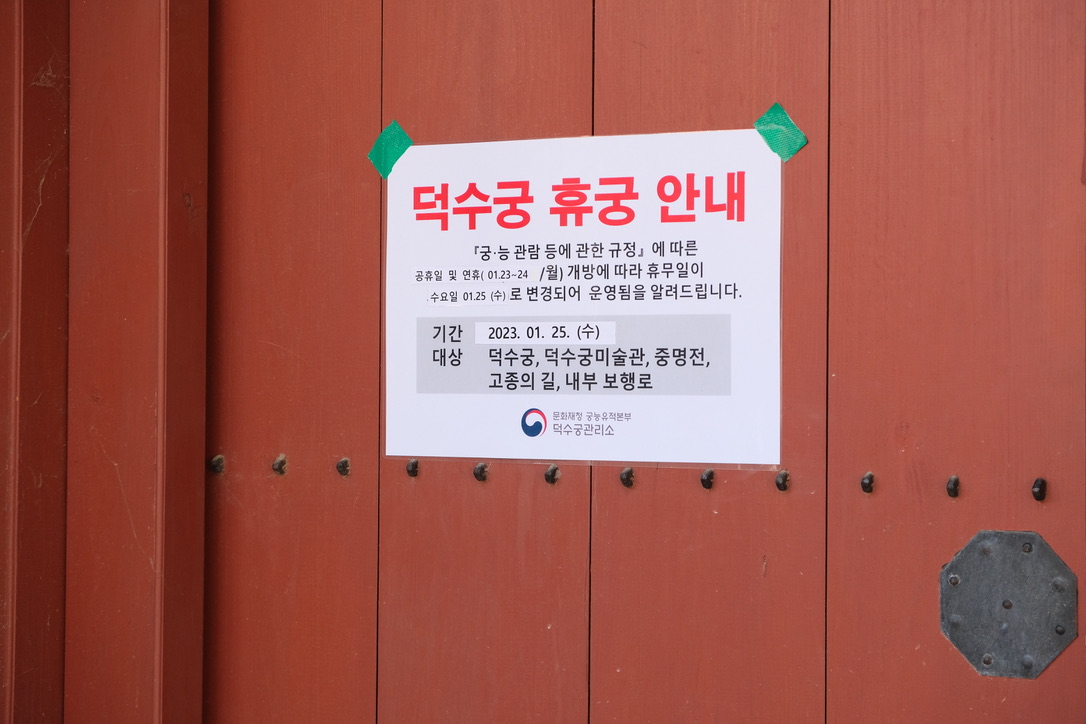 덕수궁 휴궁 안내
『궁·능 관람 등에 관한 규정』에 따른
공휴일 및 연휴( 01.23~24 /월) 개방에 따라 휴무일이
수요일 01.25 (수) 로 변경되어 운영됨을 알려드립니다.
기간 2023. 01. 25. (수)
대상 덕수궁, 덕수궁미술관, 중명전,
고종의 길, 내부 보행로
문화재청 궁능유적본부
덕수궁관리소